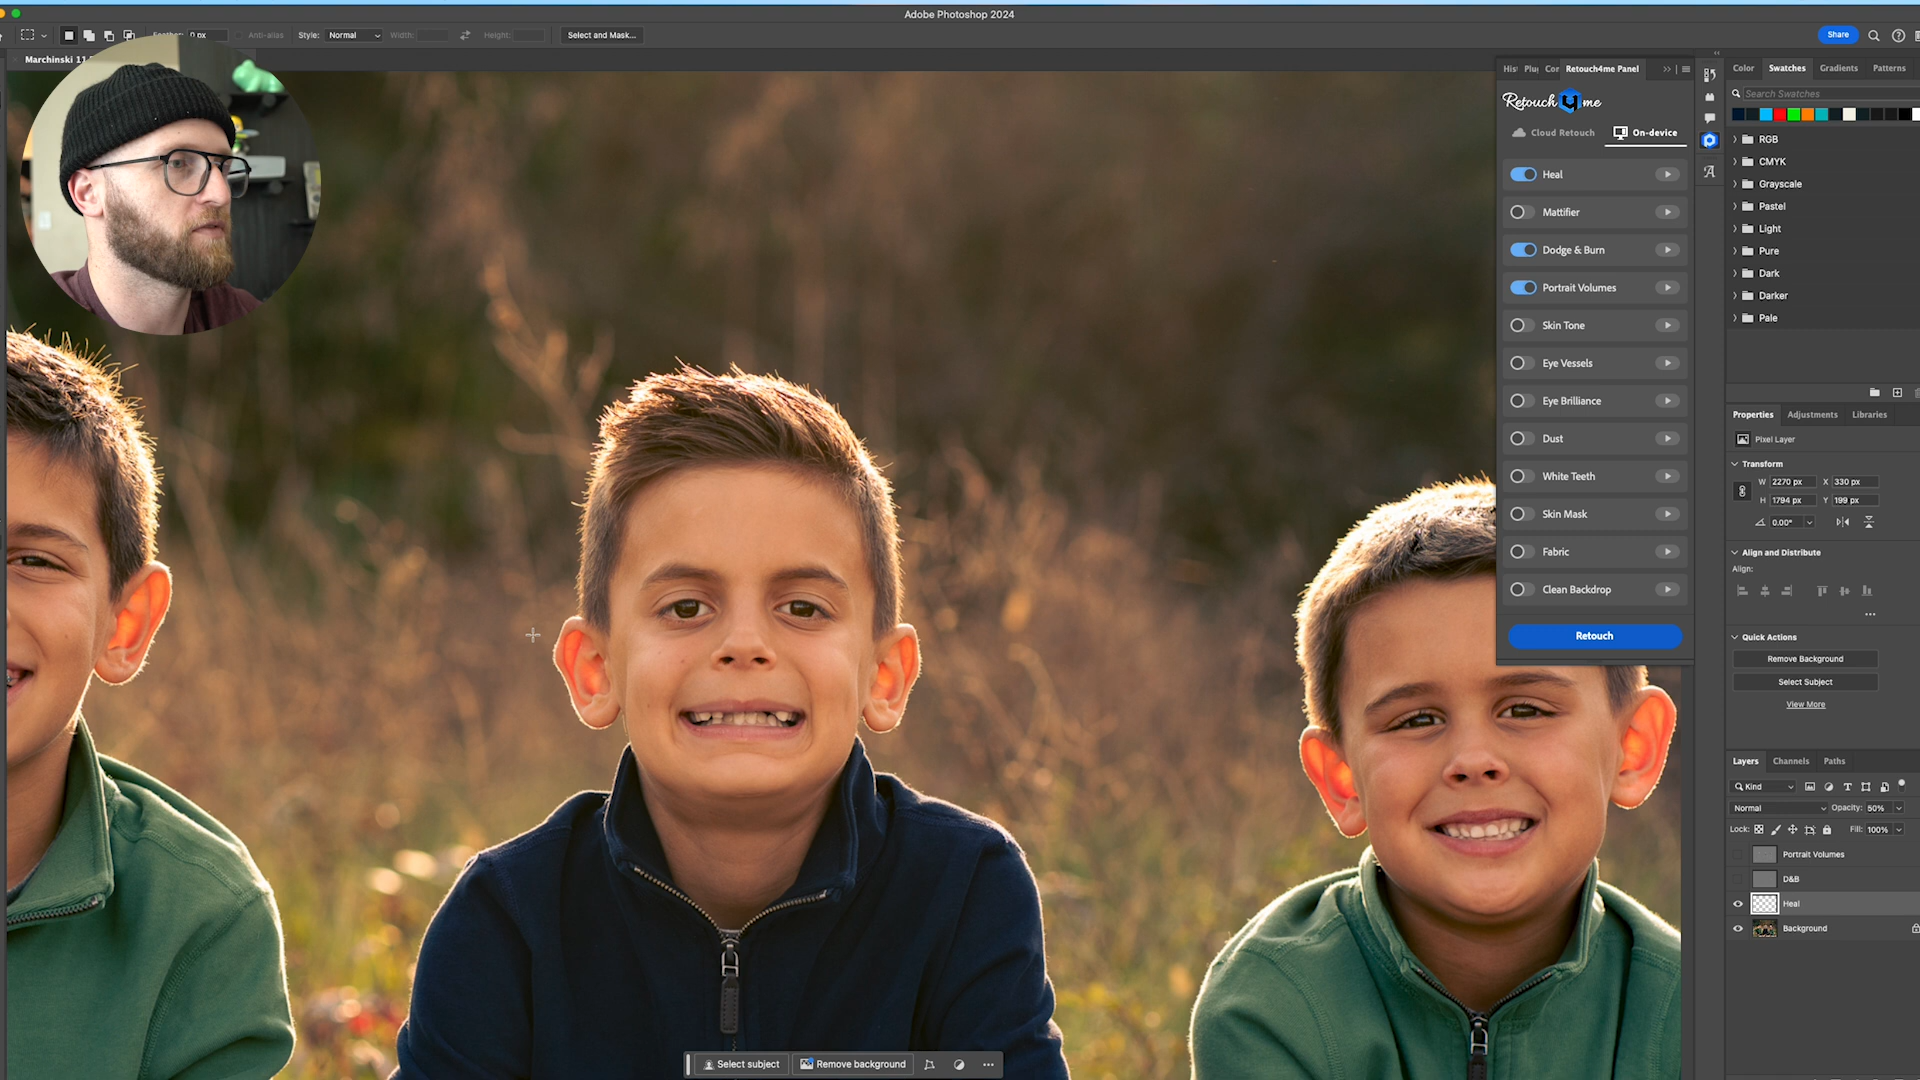 Adobe Photoshop 2024
Feather: 0 px
Anti-alias
Style: Normal
Width:
Height:
Select and Mask...
Share
Marchinski 11
His
Plu
Cor
Retouch4me Panel
Retouch4me
Cloud Retouch
On-device
Heal
Mattifier
Dodge & Burn
Portrait Volumes
Skin Tone
Eye Vessels
Eye Brilliance
Dust
White Teeth
Skin Mask
Fabric
Clean Backdrop
Retouch
Color
Swatches
Gradients
Patterns
Search Swatches
RGB
CMYK
Grayscale
Pastel
Light
Pure
Dark
Darker
Pale
Properties
Adjustments
Libraries
Pixel Layer
Transform
W 2270 px X 330 px
H 1794 px Y 199 px
0.00°
Align and Distribute
Align:
Quick Actions
Remove Background
Select Subject
View More
Layers
Channels
Paths
Kind
Normal
Opacity: 50%
Lock:
Fill: 100%
Portrait Volumes
D&B
Heal
Background
Select subject
Remove background